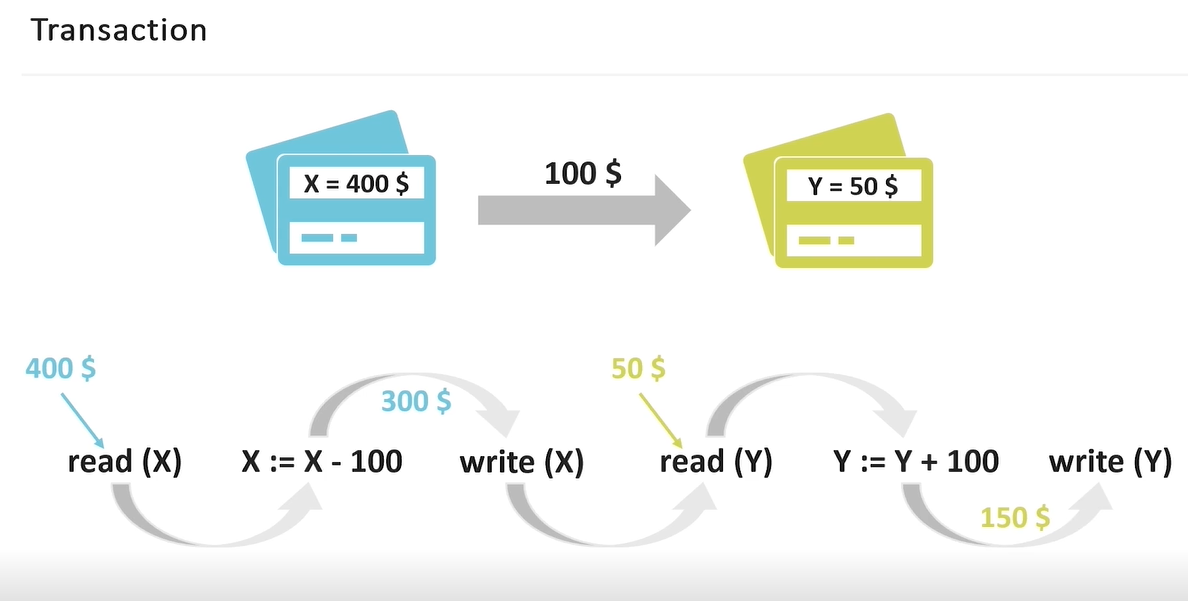 Transaction
100 $
X = 400 $
Y = 50 $
400 $
50 $
300 $
read (X)
X := X - 100
write (X)
read (Y)
Y := Y + 100
write (Y)
150 $